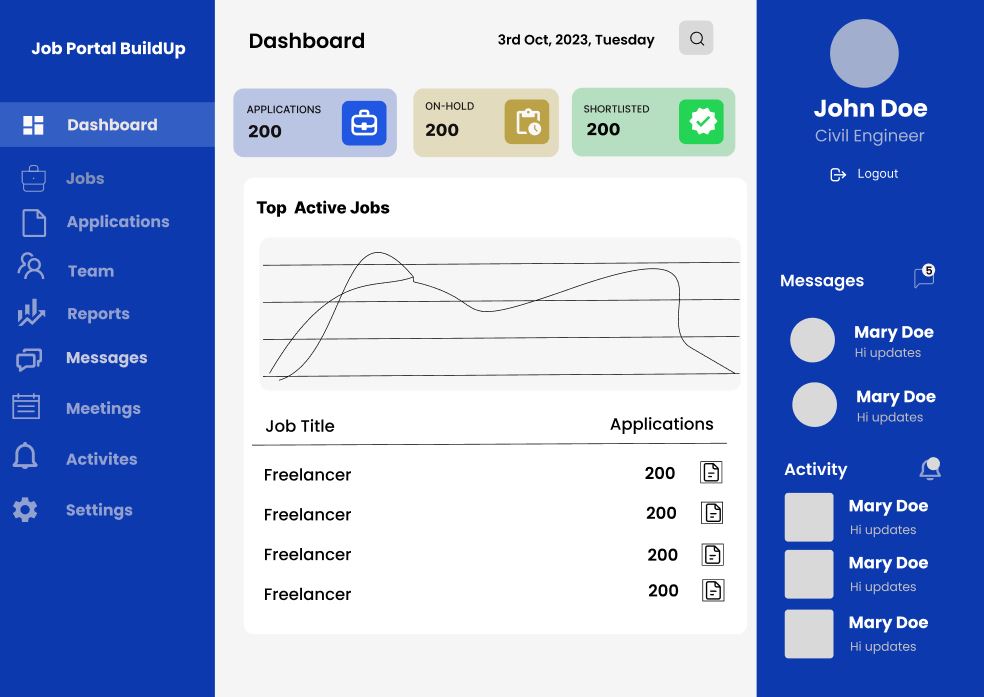 Job Portal BuildUp
Dashboard
Jobs
Applications
Team
Reports
Messages
Meetings
Activites
Settings
Dashboard
3rd Oct, 2023, Tuesday
APPLICATIONS
200
ON-HOLD
200
SHORTLISTED
200
Top Active Jobs
Job Title Applications
Freelancer 200
Freelancer 200
Freelancer 200
Freelancer 200
John Doe
Civil Engineer
Logout
Messages 5
Mary Doe
Hi updates
Mary Doe
Hi updates
Activity
Mary Doe
Hi updates
Mary Doe
Hi updates
Mary Doe
Hi updates